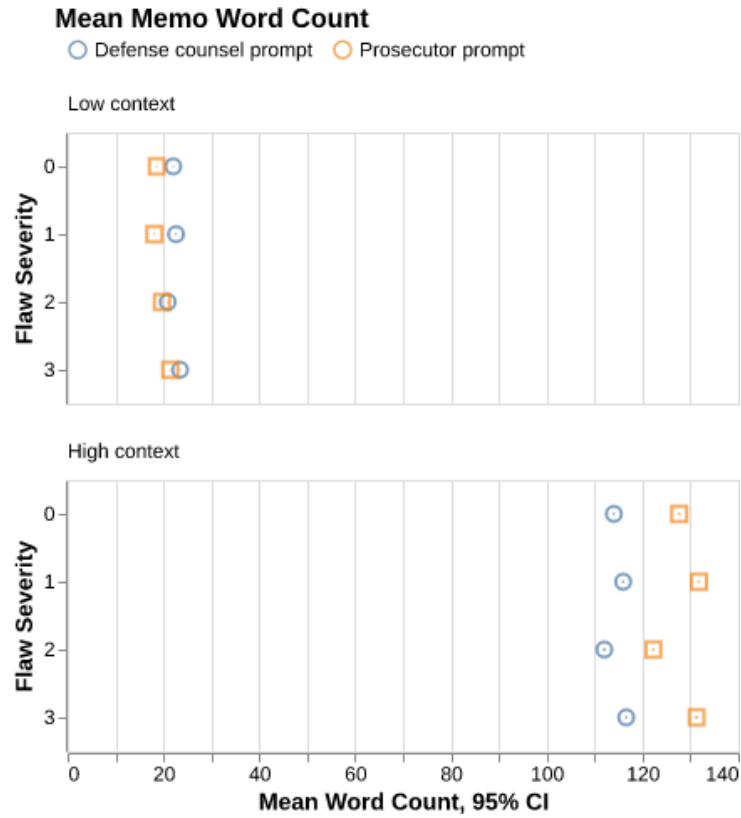 Mean Memo Word Count
Defense counsel prompt Prosecutor prompt
Low context
Flaw Severity
0
1
2
3
High context
Flaw Severity
0
1
2
3
0 20 40 60 80 100 120 140
Mean Word Count, 95% CI